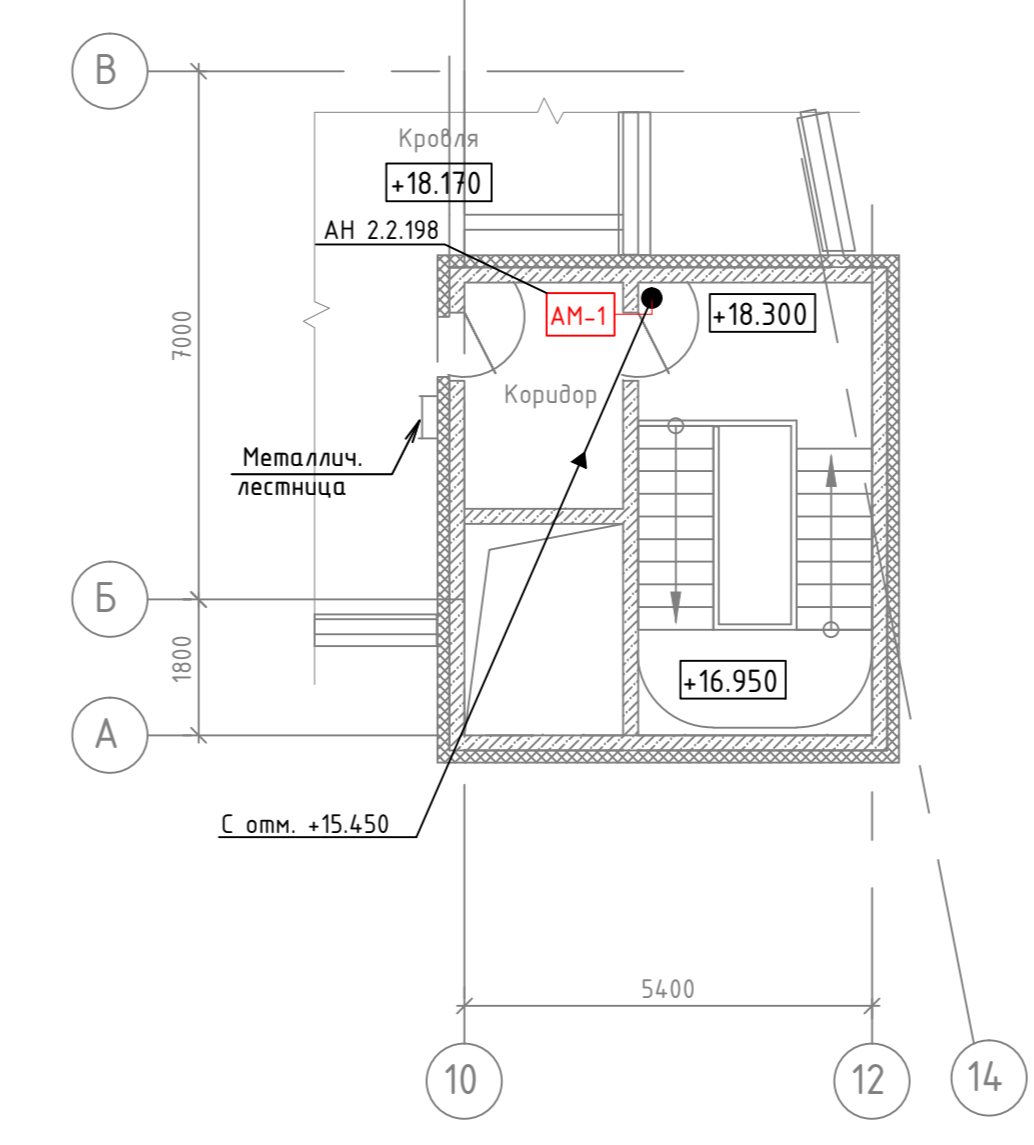 В
Кровля
+18.170
АН 2.2.198
АМ-1
+18.300
7000
Коридор
Металлич.
лестница
Б
1800
+16.950
А
С отм. +15.450
5400
10
12
14